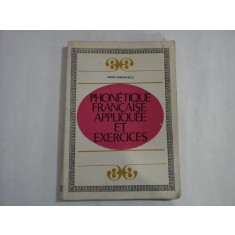 PHONÉTIQUE
FRANÇAISE
APPLIQUÉE
ET
EXERCICES